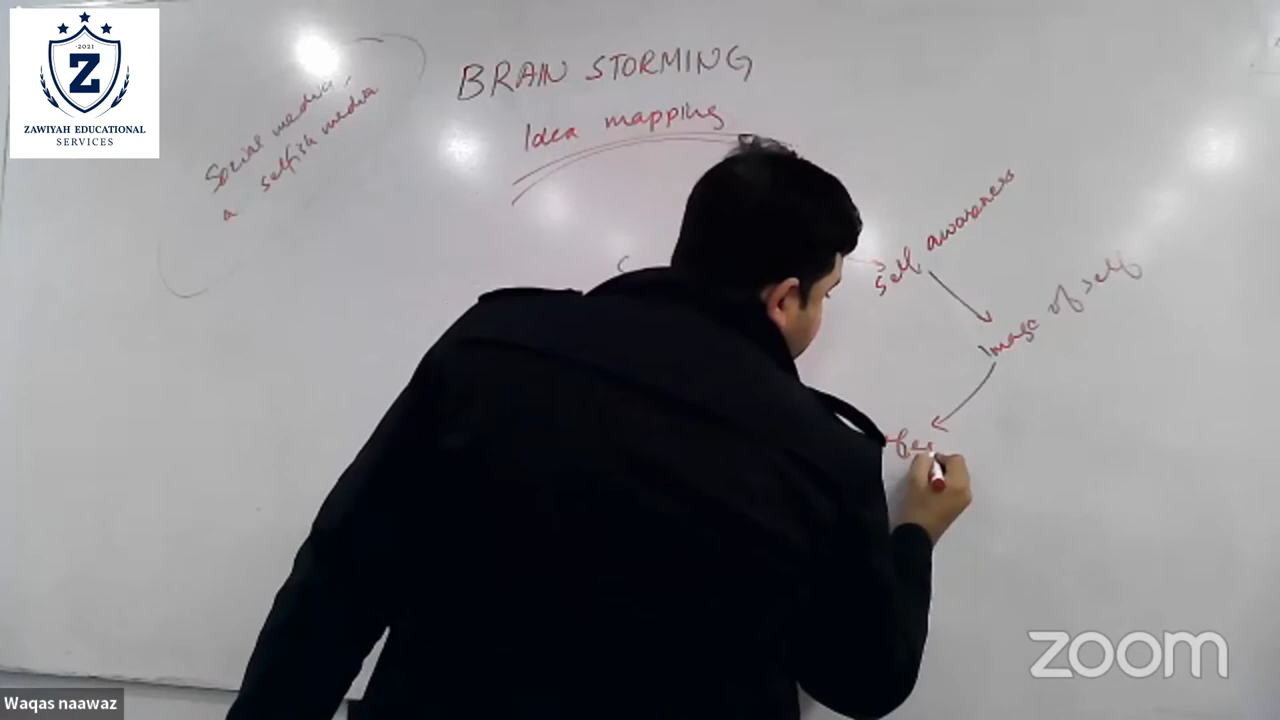 ·2021·
Z
ZAWIYAH EDUCATIONAL
SERVICES
BRAIN STORMING
Idea mapping
Social media,
a selfish media
Self awareness
Image of self
zoom
Waqas naawaz